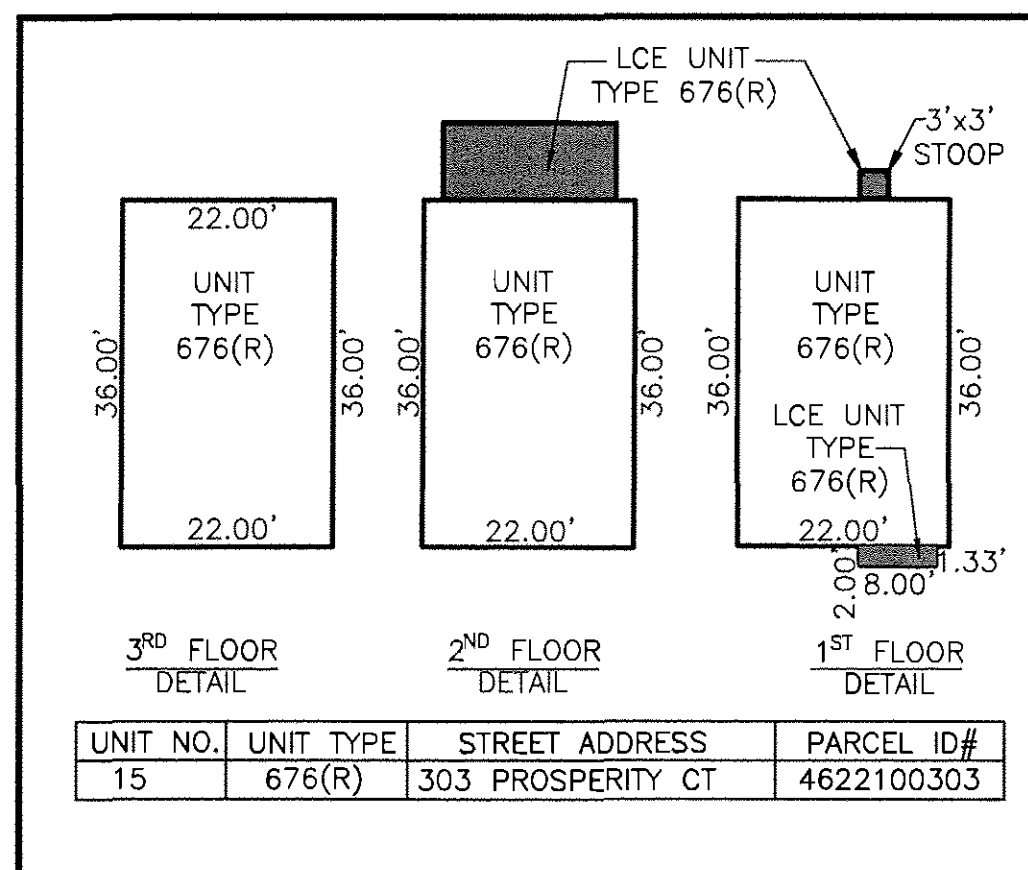 LCE UNIT
TYPE 676(R)
3'x3'
STOOP
22.00'
UNIT
TYPE
676(R)
36.00'
36.00'
22.00'
UNIT
TYPE
676(R)
36.00'
36.00'
22.00'
UNIT
TYPE
676(R)
36.00'
36.00'
LCE UNIT
TYPE
676(R)
22.00'
2.00'
8.00'
1.33'
3RD FLOOR
DETAIL
2ND FLOOR
DETAIL
1ST FLOOR
DETAIL
UNIT NO. UNIT TYPE STREET ADDRESS PARCEL ID#
15 676(R) 303 PROSPERITY CT 4622100303